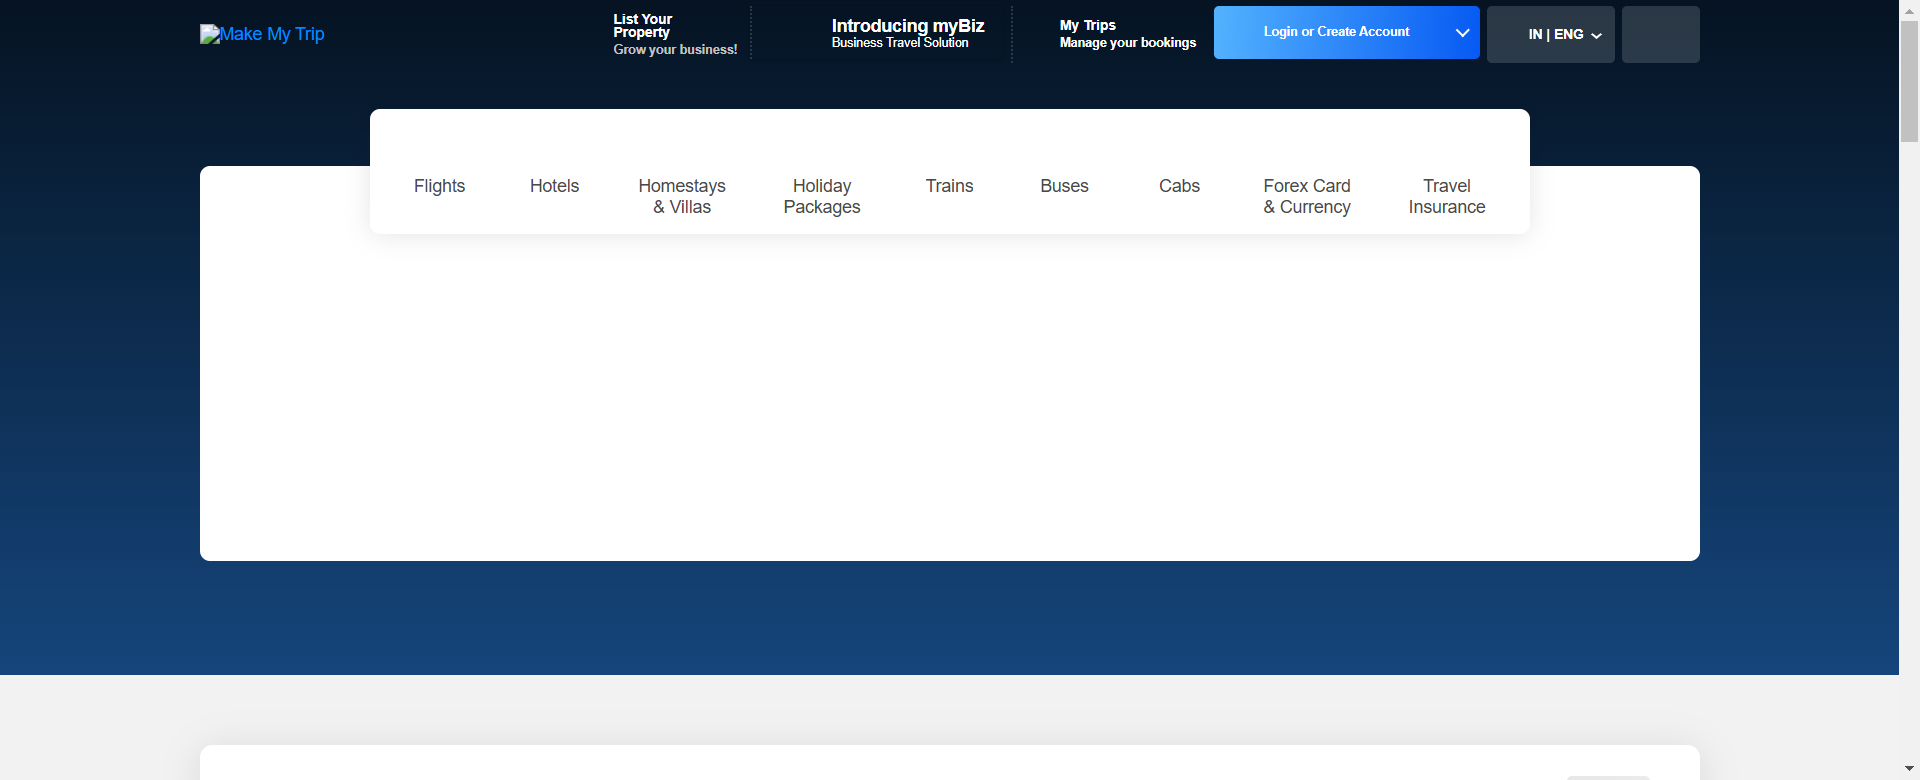 Make My Trip
List Your
Property
Grow your business!
Introducing myBiz
Business Travel Solution
My Trips
Manage your bookings
Login or Create Account
IN | ENG
Flights
Hotels
Homestays
& Villas
Holiday
Packages
Trains
Buses
Cabs
Forex Card
& Currency
Travel
Insurance